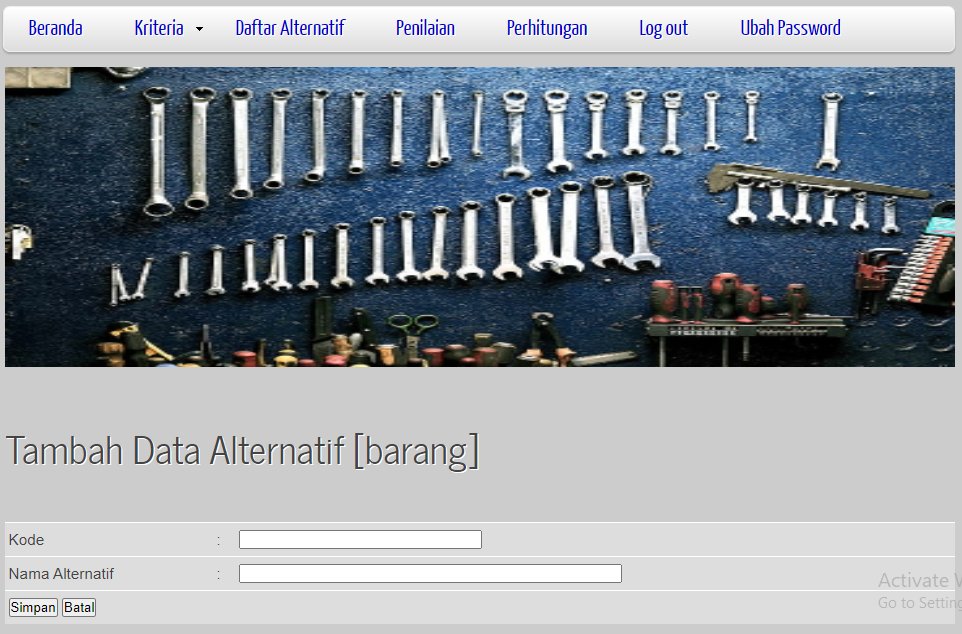 Beranda Kriteria Daftar Alternatif Penilaian Perhitungan Log out Ubah Password
Tambah Data Alternatif [barang]
Kode :
Nama Alternatif :
Activate
Simpan Batal
Go to Setting